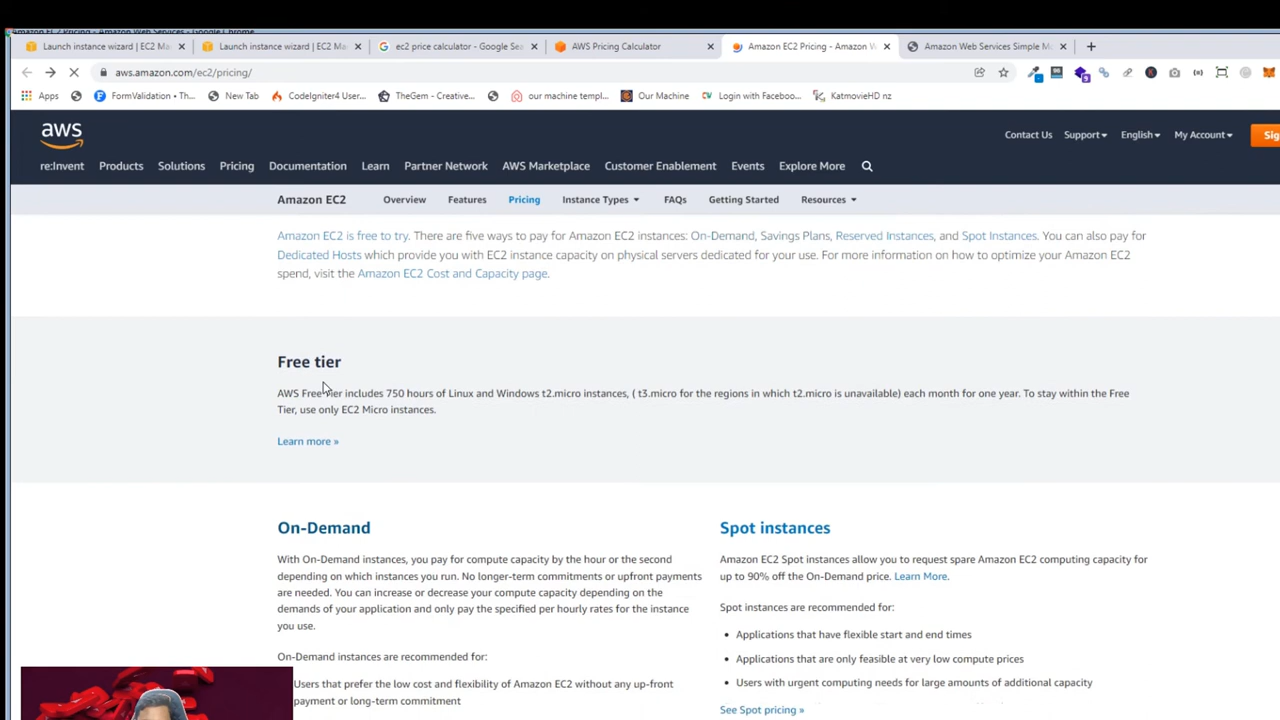 Amazon EC2 Pricing - Amazon Web Services - Google Chrome
Launch instance wizard | EC2 Ma
Launch instance wizard | EC2 Ma
ec2 price calculator - Google Sea
AWS Pricing Calculator
Amazon EC2 Pricing - Amazon W
Amazon Web Services Simple M
aws.amazon.com/ec2/pricing/
Apps
FormValidation • Th...
New Tab
CodeIgniter4 User...
TheGem - Creative...
our machine templ...
Our Machine
Login with Faceboo...
KatmovieHD nz
aws
Contact Us
Support
English
My Account
Sig
re:Invent
Products
Solutions
Pricing
Documentation
Learn
Partner Network
AWS Marketplace
Customer Enablement
Events
Explore More
Amazon EC2
Overview
Features
Pricing
Instance Types
FAQs
Getting Started
Resources
Amazon EC2 is free to try. There are five ways to pay for Amazon EC2 instances: On-Demand, Savings Plans, Reserved Instances, and Spot Instances. You can also pay for
Dedicated Hosts which provide you with EC2 instance capacity on physical servers dedicated for your use. For more information on how to optimize your Amazon EC2
spend, visit the Amazon EC2 Cost and Capacity page.
Free tier
AWS Free Tier includes 750 hours of Linux and Windows t2.micro instances, ( t3.micro for the regions in which t2.micro is unavailable) each month for one year. To stay within the Free
Tier, use only EC2 Micro instances.
Learn more »
On-Demand
With On-Demand instances, you pay for compute capacity by the hour or the second
depending on which instances you run. No longer-term commitments or upfront payments
are needed. You can increase or decrease your compute capacity depending on the
demands of your application and only pay the specified per hourly rates for the instance
you use.
On-Demand instances are recommended for:
Users that prefer the low cost and flexibility of Amazon EC2 without any up-front
payment or long-term commitment
Spot instances
Amazon EC2 Spot instances allow you to request spare Amazon EC2 computing capacity for
up to 90% off the On-Demand price. Learn More.
Spot instances are recommended for:
• Applications that have flexible start and end times
• Applications that are only feasible at very low compute prices
• Users with urgent computing needs for large amounts of additional capacity
See Spot pricing »